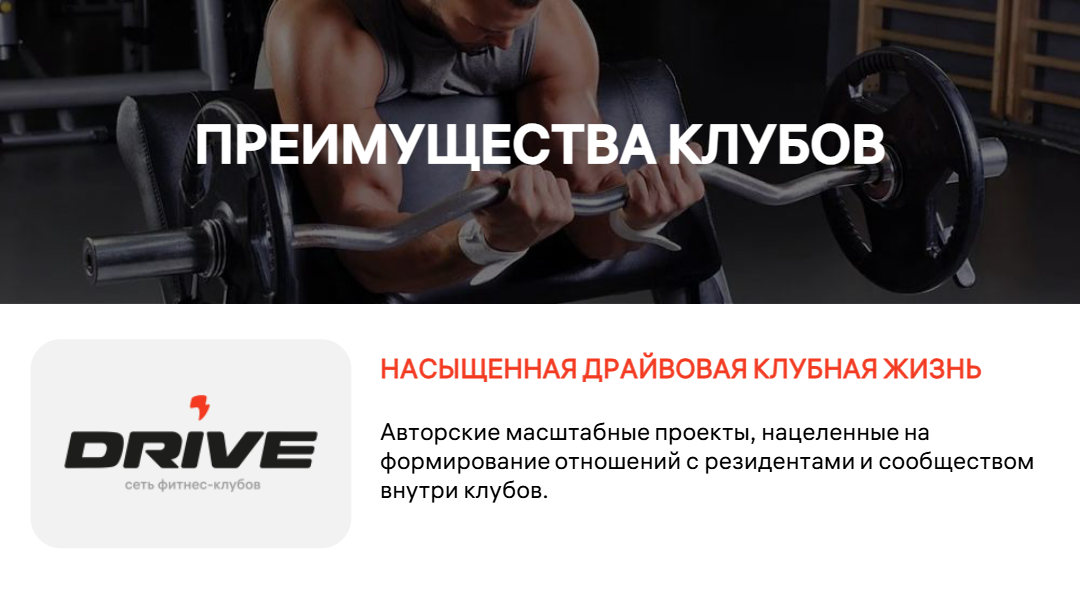 ПРЕИМУЩЕСТВА КЛУБОВ
НАСЫЩЕННАЯ ДРАЙВОВАЯ КЛУБНАЯ ЖИЗНЬ
DRIVE
сеть фитнес-клубов
Авторские масштабные проекты, нацеленные на
формирование отношений с резидентами и сообществом
внутри клубов.